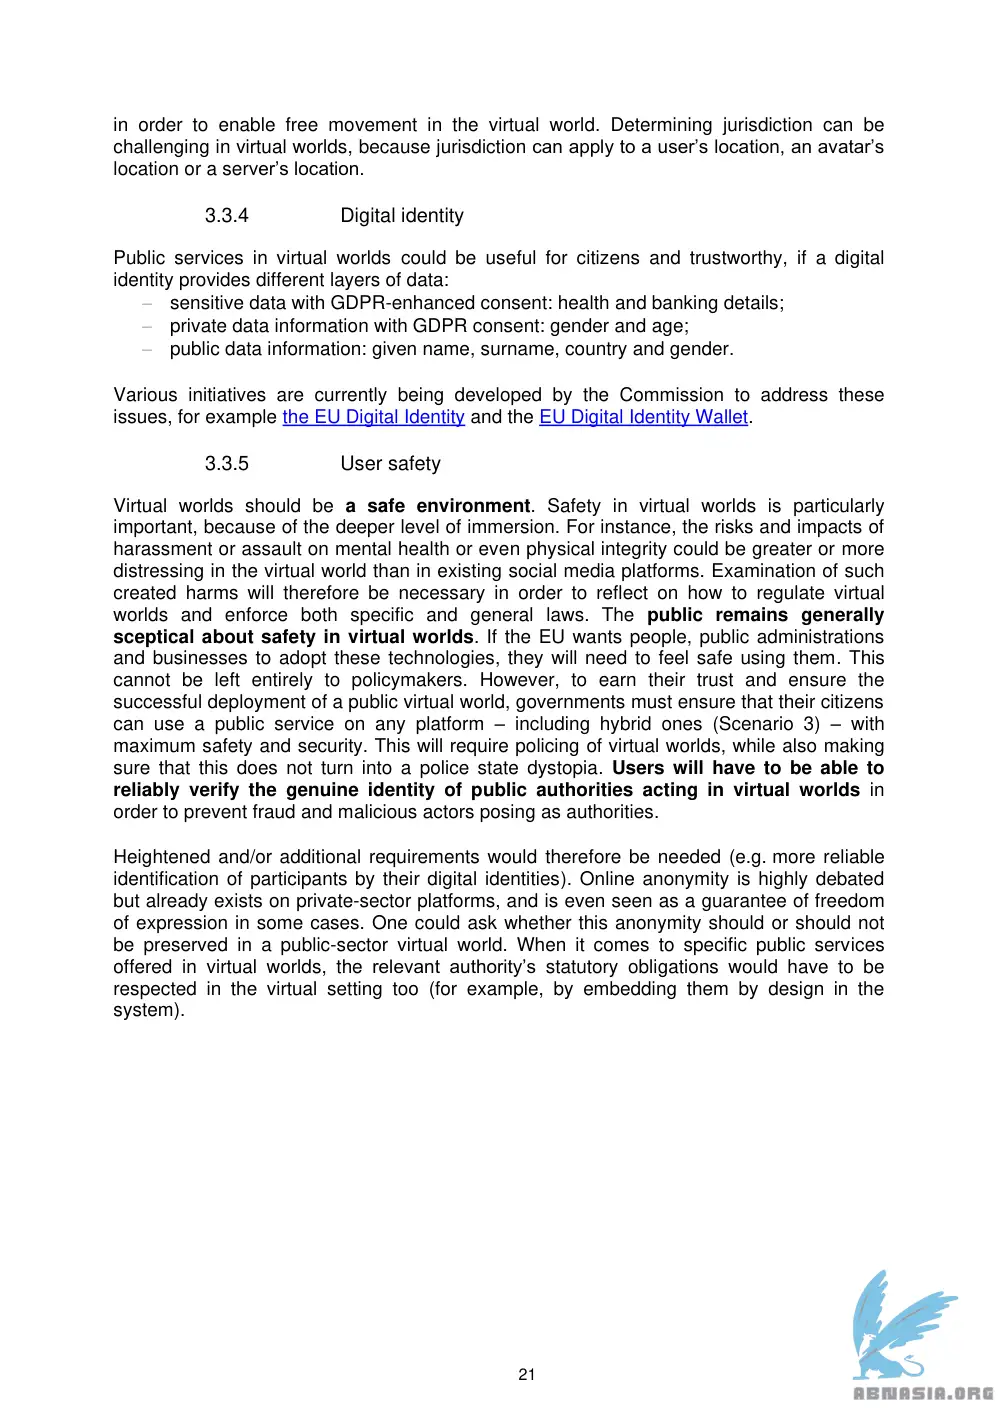 in order to enable free movement in the virtual world. Determining jurisdiction can be
challenging in virtual worlds, because jurisdiction can apply to a user’s location, an avatar’s
location or a server’s location.
3.3.4 Digital identity
Public services in virtual worlds could be useful for citizens and trustworthy, if a digital
identity provides different layers of data:
– sensitive data with GDPR-enhanced consent: health and banking details;
– private data information with GDPR consent: gender and age;
– public data information: given name, surname, country and gender.
Various initiatives are currently being developed by the Commission to address these
issues, for example the EU Digital Identity and the EU Digital Identity Wallet.
3.3.5 User safety
Virtual worlds should be a safe environment. Safety in virtual worlds is particularly
important, because of the deeper level of immersion. For instance, the risks and impacts of
harassment or assault on mental health or even physical integrity could be greater or more
distressing in the virtual world than in existing social media platforms. Examination of such
created harms will therefore be necessary in order to reflect on how to regulate virtual
worlds and enforce both specific and general laws. The public remains generally
sceptical about safety in virtual worlds. If the EU wants people, public administrations
and businesses to adopt these technologies, they will need to feel safe using them. This
cannot be left entirely to policymakers. However, to earn their trust and ensure the
successful deployment of a public virtual world, governments must ensure that their citizens
can use a public service on any platform – including hybrid ones (Scenario 3) – with
maximum safety and security. This will require policing of virtual worlds, while also making
sure that this does not turn into a police state dystopia. Users will have to be able to
reliably verify the genuine identity of public authorities acting in virtual worlds in
order to prevent fraud and malicious actors posing as authorities.
Heightened and/or additional requirements would therefore be needed (e.g. more reliable
identification of participants by their digital identities). Online anonymity is highly debated
but already exists on private-sector platforms, and is even seen as a guarantee of freedom
of expression in some cases. One could ask whether this anonymity should or should not
be preserved in a public-sector virtual world. When it comes to specific public services
offered in virtual worlds, the relevant authority’s statutory obligations would have to be
respected in the virtual setting too (for example, by embedding them by design in the
system).
21
ABNASIA.ORG